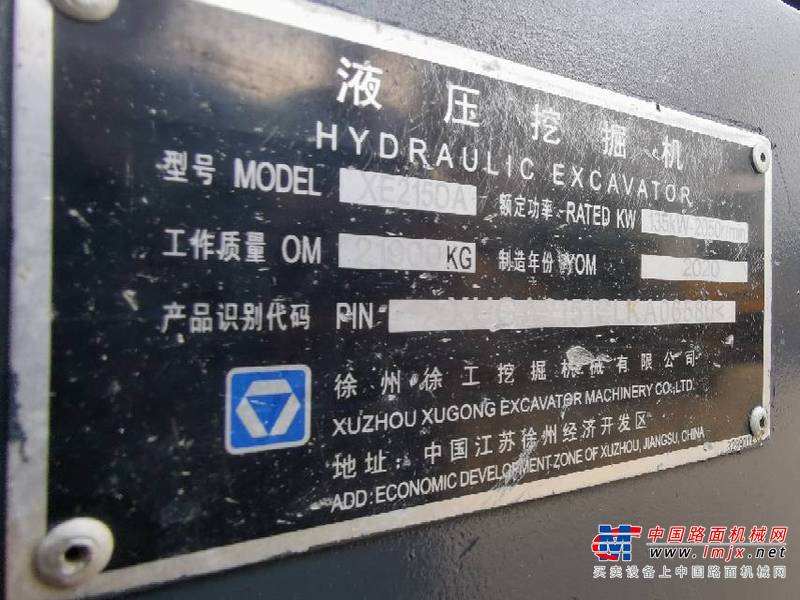 液压挖掘机
HYDRAULIC EXCAVATOR
型号 MODEL XE215DA 额定功率 RATED KW 135kW-2050r/min
工作质量 OM 21900 KG 制造年份 YOM 2020
产品识别代码 PIN KA06580<
徐州徐工挖掘机械有限公司
XUZHOU XUGONG EXCAVATOR MACHINERY CO.,LTD.
地址: 中国江苏徐州经济开发区
ADD: ECONOMIC DEVELOPMENT ZONE OF XUZHOU, JIANGSU, CHINA
中国路面机械网
www.lmjx.net
买卖设备上中国路面机械网